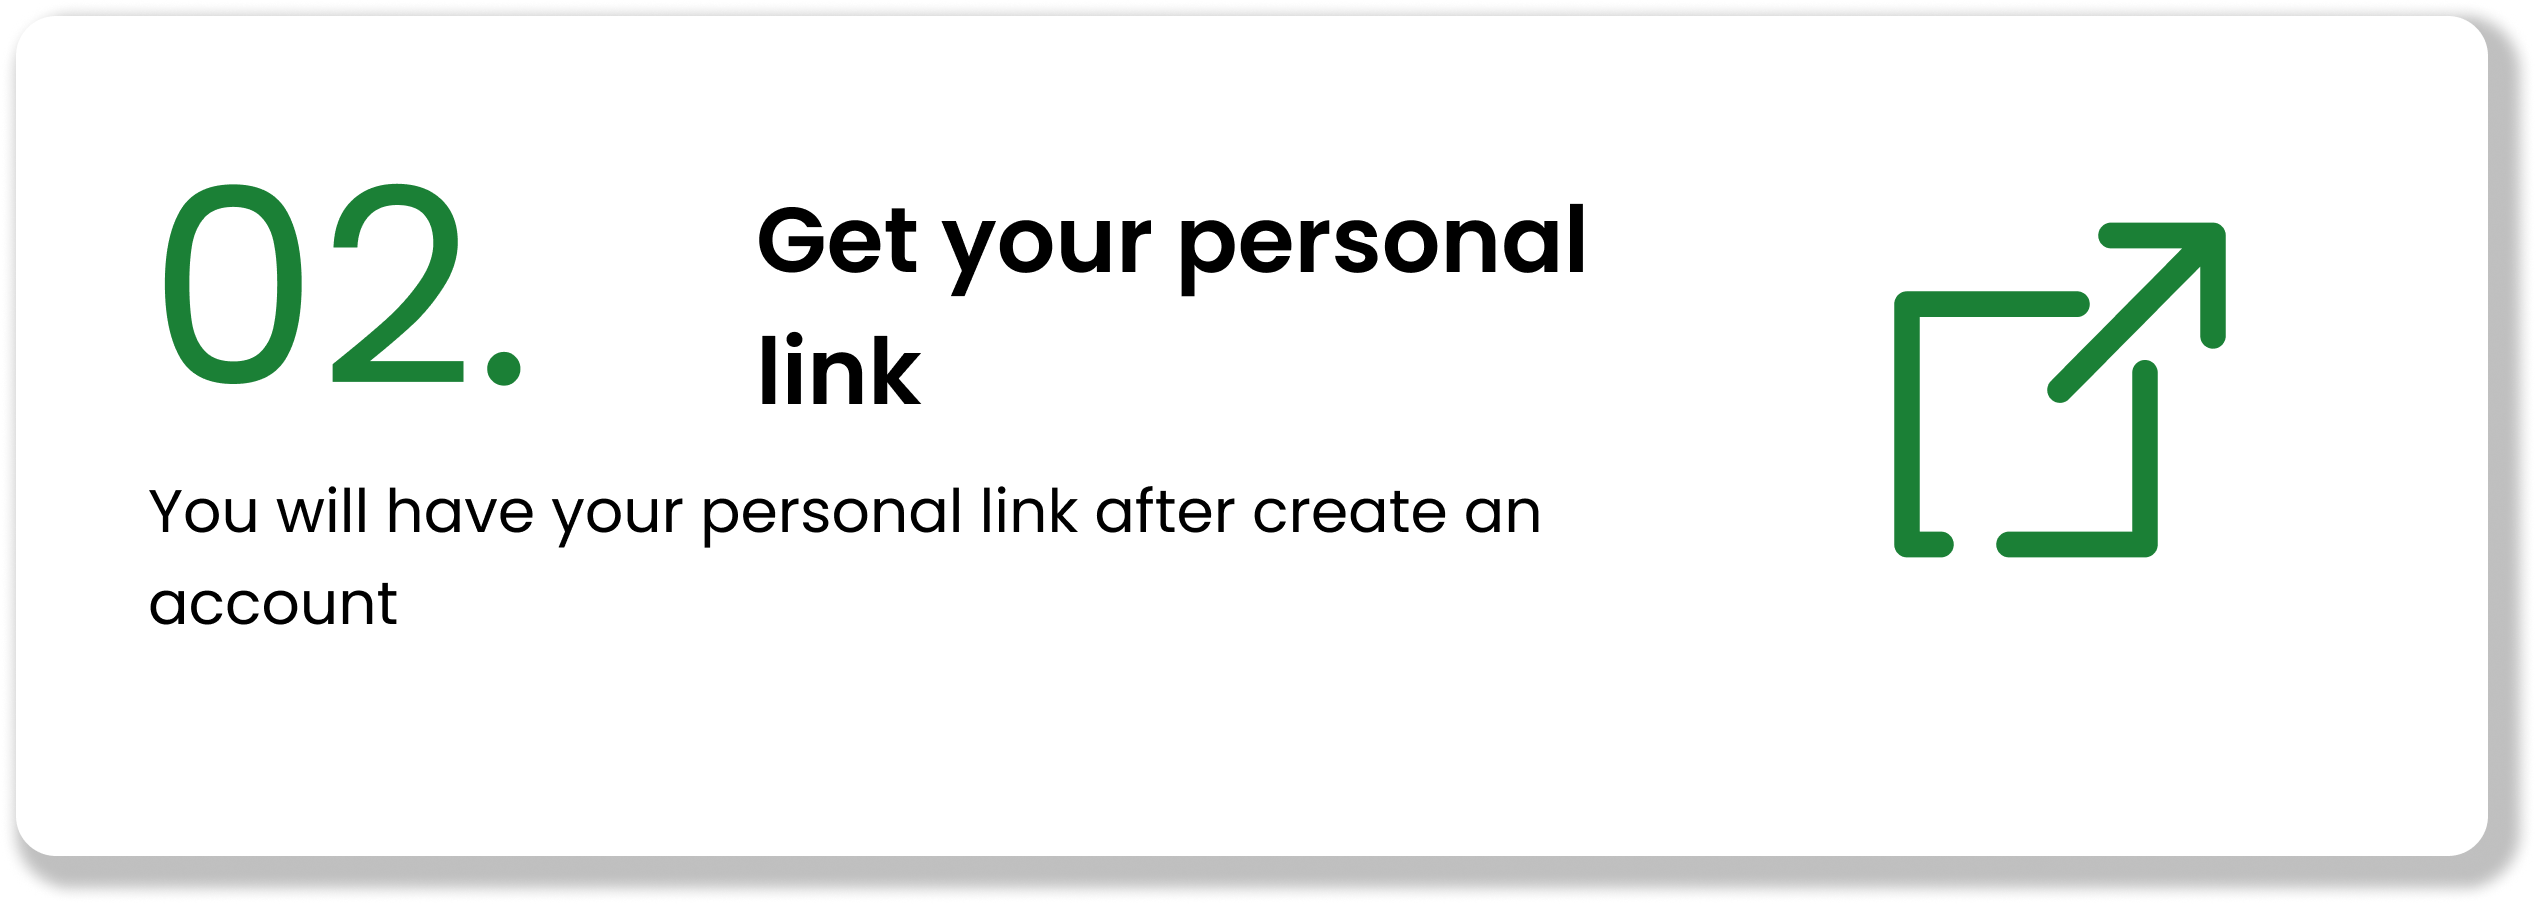 02.
Get your personal
link
You will have your personal link after create an
account